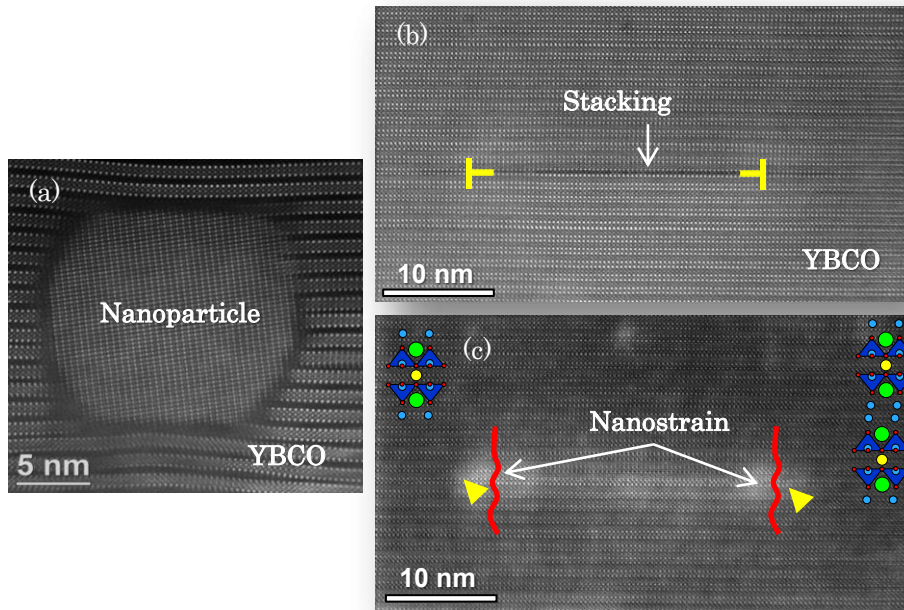 (a)
Nanoparticle
YBCO
5 nm
(b)
Stacking
YBCO
10 nm
(c)
Nanostrain
10 nm